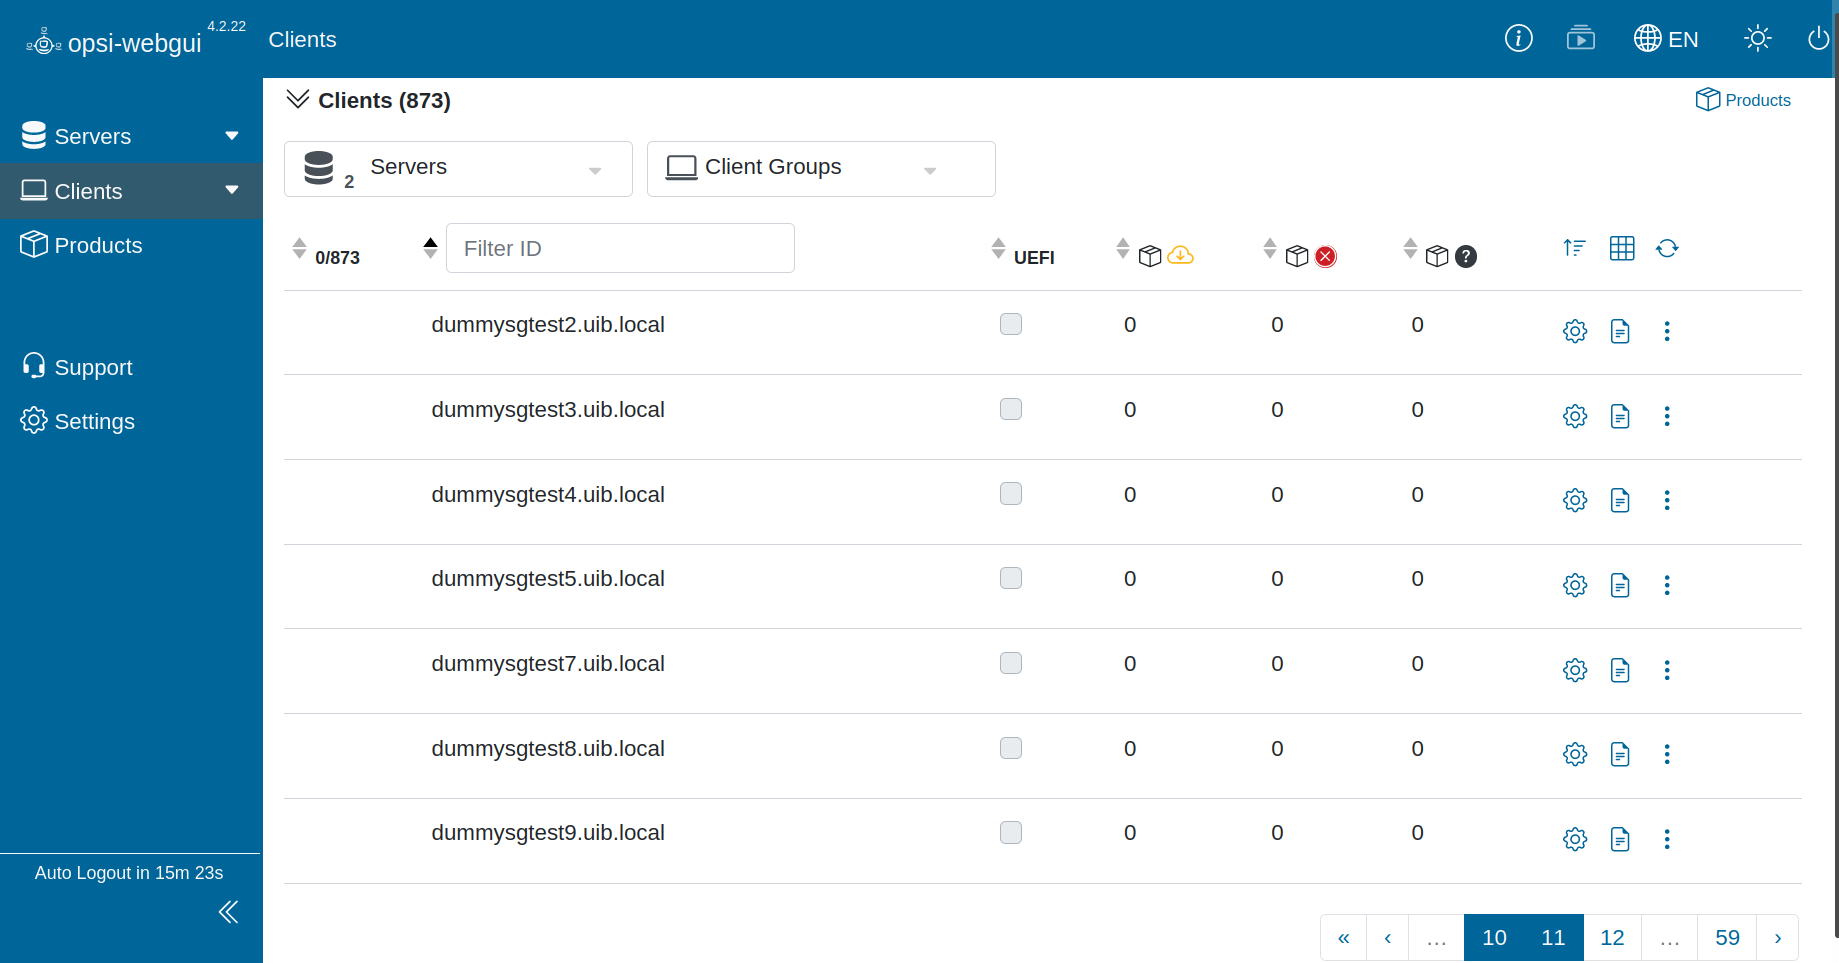 opsi-webgui 4.2.22
Clients
EN
Servers
Clients
Products
Support
Settings
Auto Logout in 15m 23s
Clients (873)
Products
2 Servers
Client Groups
0/873 Filter ID UEFI
dummysgtest2.uib.local 0 0 0
dummysgtest3.uib.local 0 0 0
dummysgtest4.uib.local 0 0 0
dummysgtest5.uib.local 0 0 0
dummysgtest7.uib.local 0 0 0
dummysgtest8.uib.local 0 0 0
dummysgtest9.uib.local 0 0 0
« ‹ … 10 11 12 … 59 ›